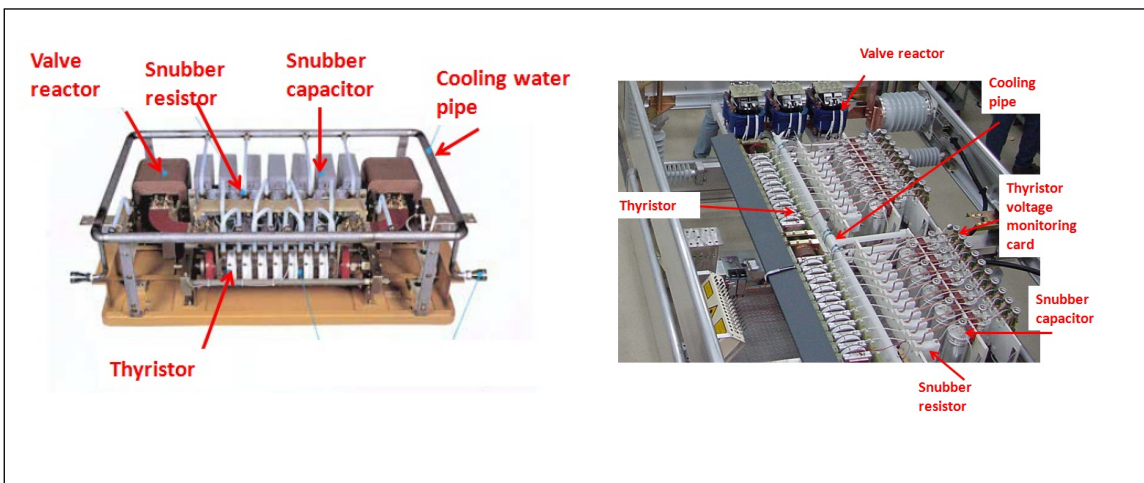 Valve
reactor
Snubber
resistor
Snubber
capacitor
Cooling water
pipe
Thyristor
Valve reactor
Cooling
pipe
Thyristor
Thyristor
voltage
monitoring
card
Snubber
capacitor
Snubber
resistor